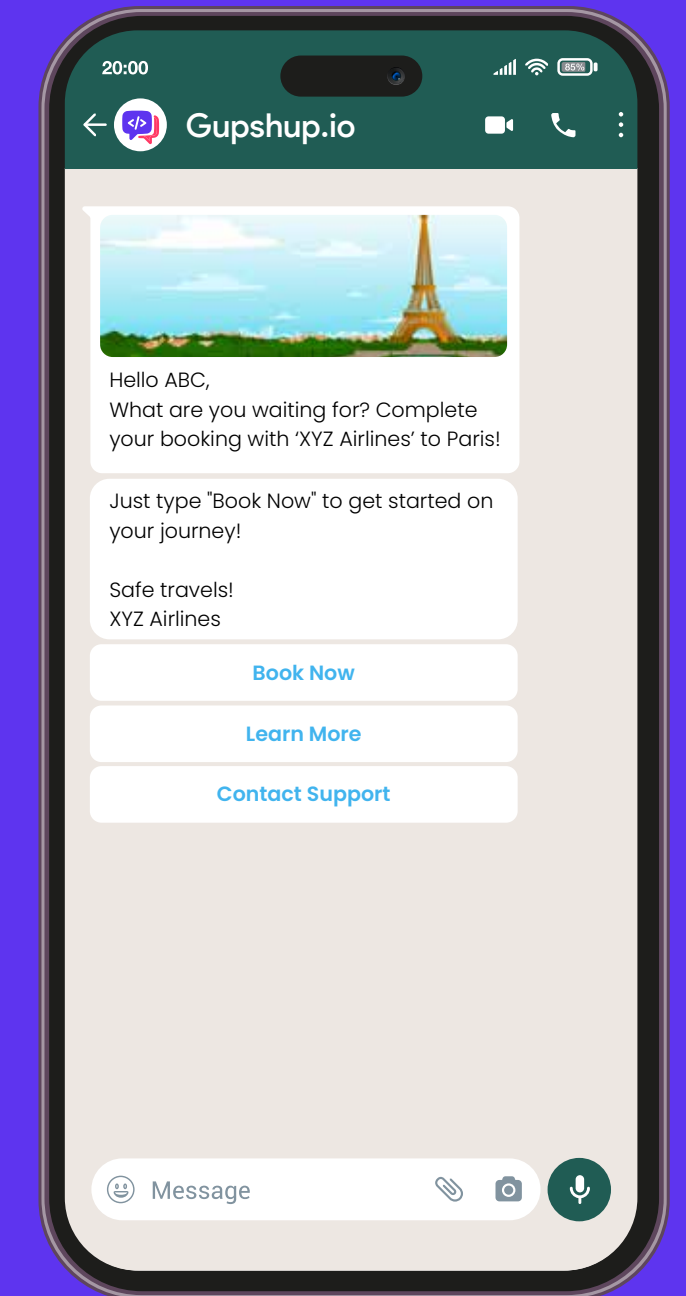 20:00
85%
Gupshup.io
Hello ABC,
What are you waiting for? Complete
your booking with ‘XYZ Airlines’ to Paris!
Just type "Book Now" to get started on
your journey!
Safe travels!
XYZ Airlines
Book Now
Learn More
Contact Support
Message